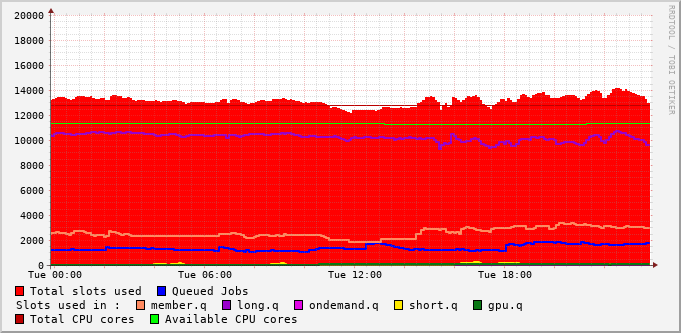 20000
18000
16000
14000
12000
10000
8000
6000
4000
2000
0
Tue 00:00 Tue 06:00 Tue 12:00 Tue 18:00
RRDTOOL / TOBI OETIKER
Total slots used Queued Jobs
Slots used in : member.q long.q ondemand.q short.q gpu.q
Total CPU cores Available CPU cores